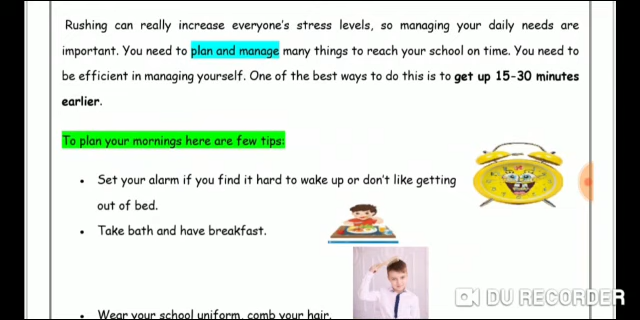 Rushing can really increase everyone's stress levels, so managing your daily needs are
important. You need to plan and manage many things to reach your school on time. You need to
be efficient in managing yourself. One of the best ways to do this is to get up 15-30 minutes
earlier.
To plan your mornings here are few tips:
• Set your alarm if you find it hard to wake up or don't like getting
out of bed.
• Take bath and have breakfast.
• Wear your school uniform, comb your hair.
DU RECORDER